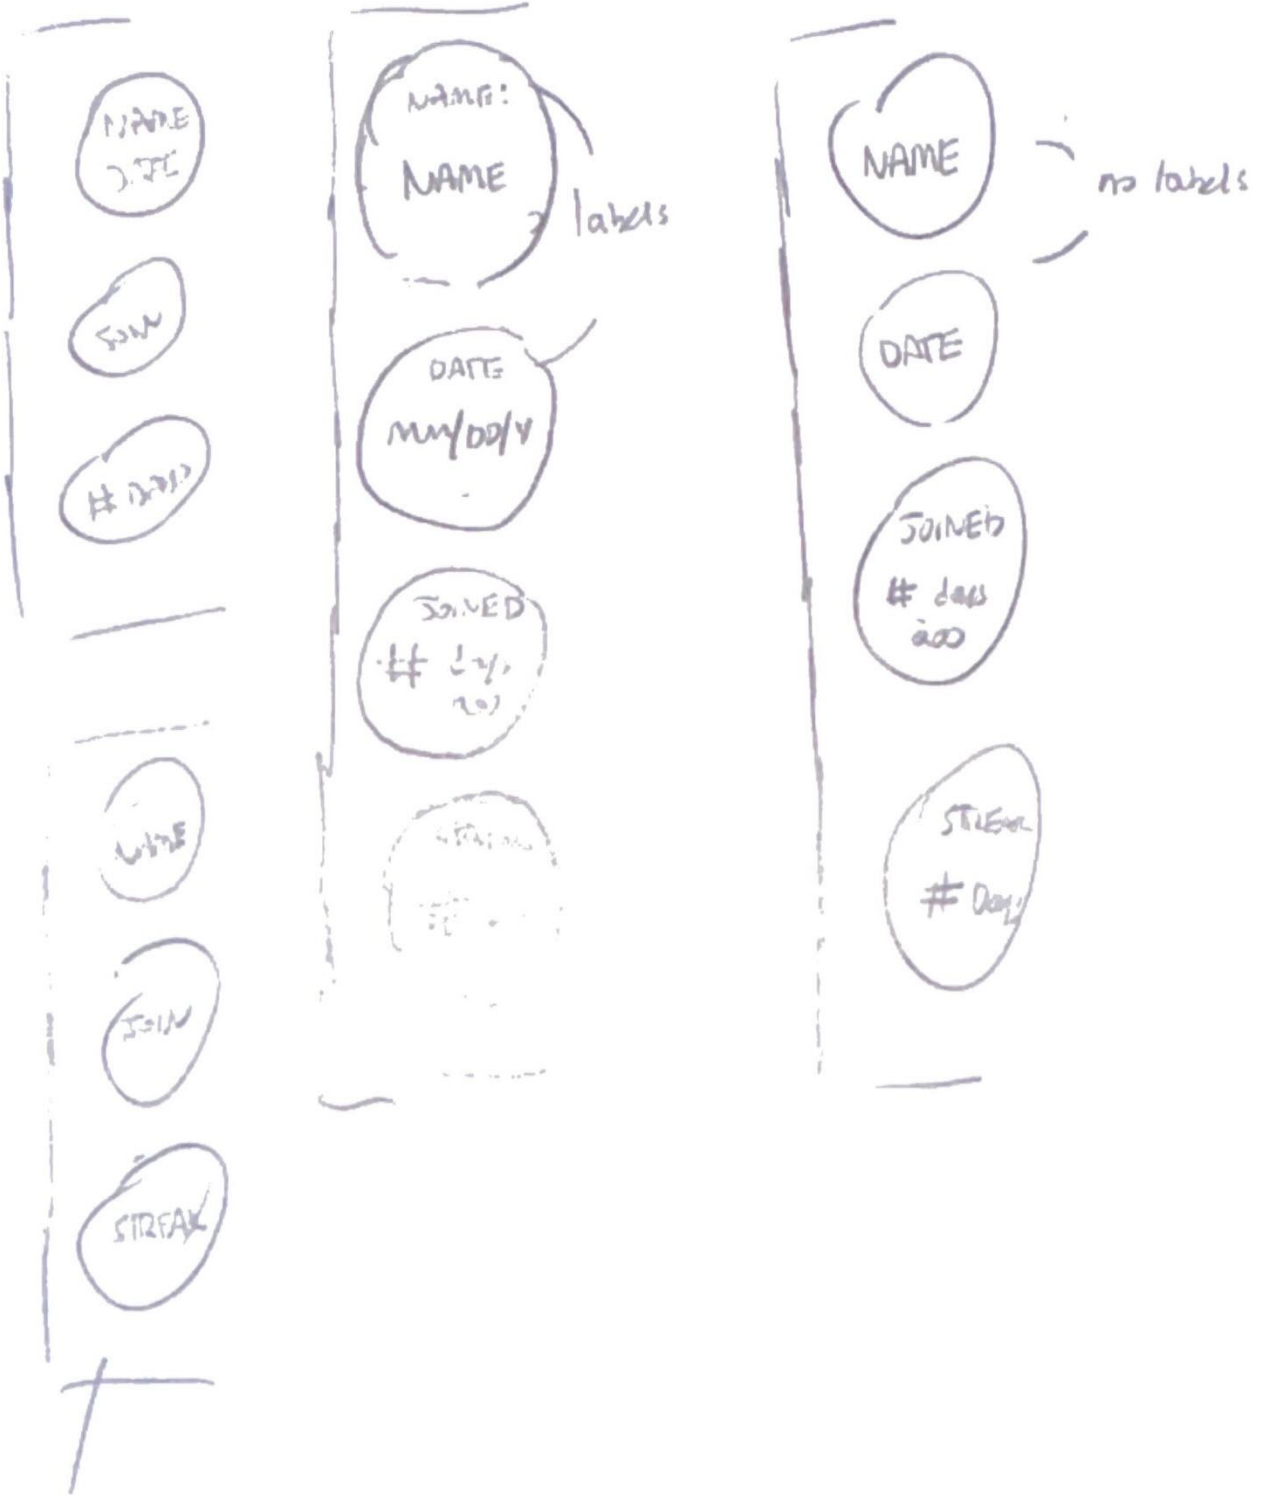 NAME
DATE
JOIN
# DAYS
NAME
JOIN
STREAK
NAME:
NAME
labels
DATE
MM/DD/Y
JOINED
## days
NAME
no labels
DATE
JOINED
# days
ago
STREAK
# Days